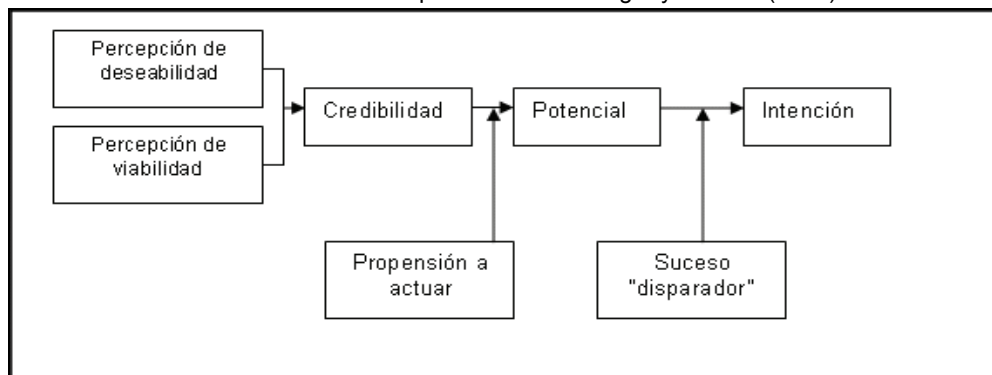 Percepción de
deseabilidad
Percepción de
viabilidad
Credibilidad
Potencial
Intención
Propensión a
actuar
Suceso
"disparador"